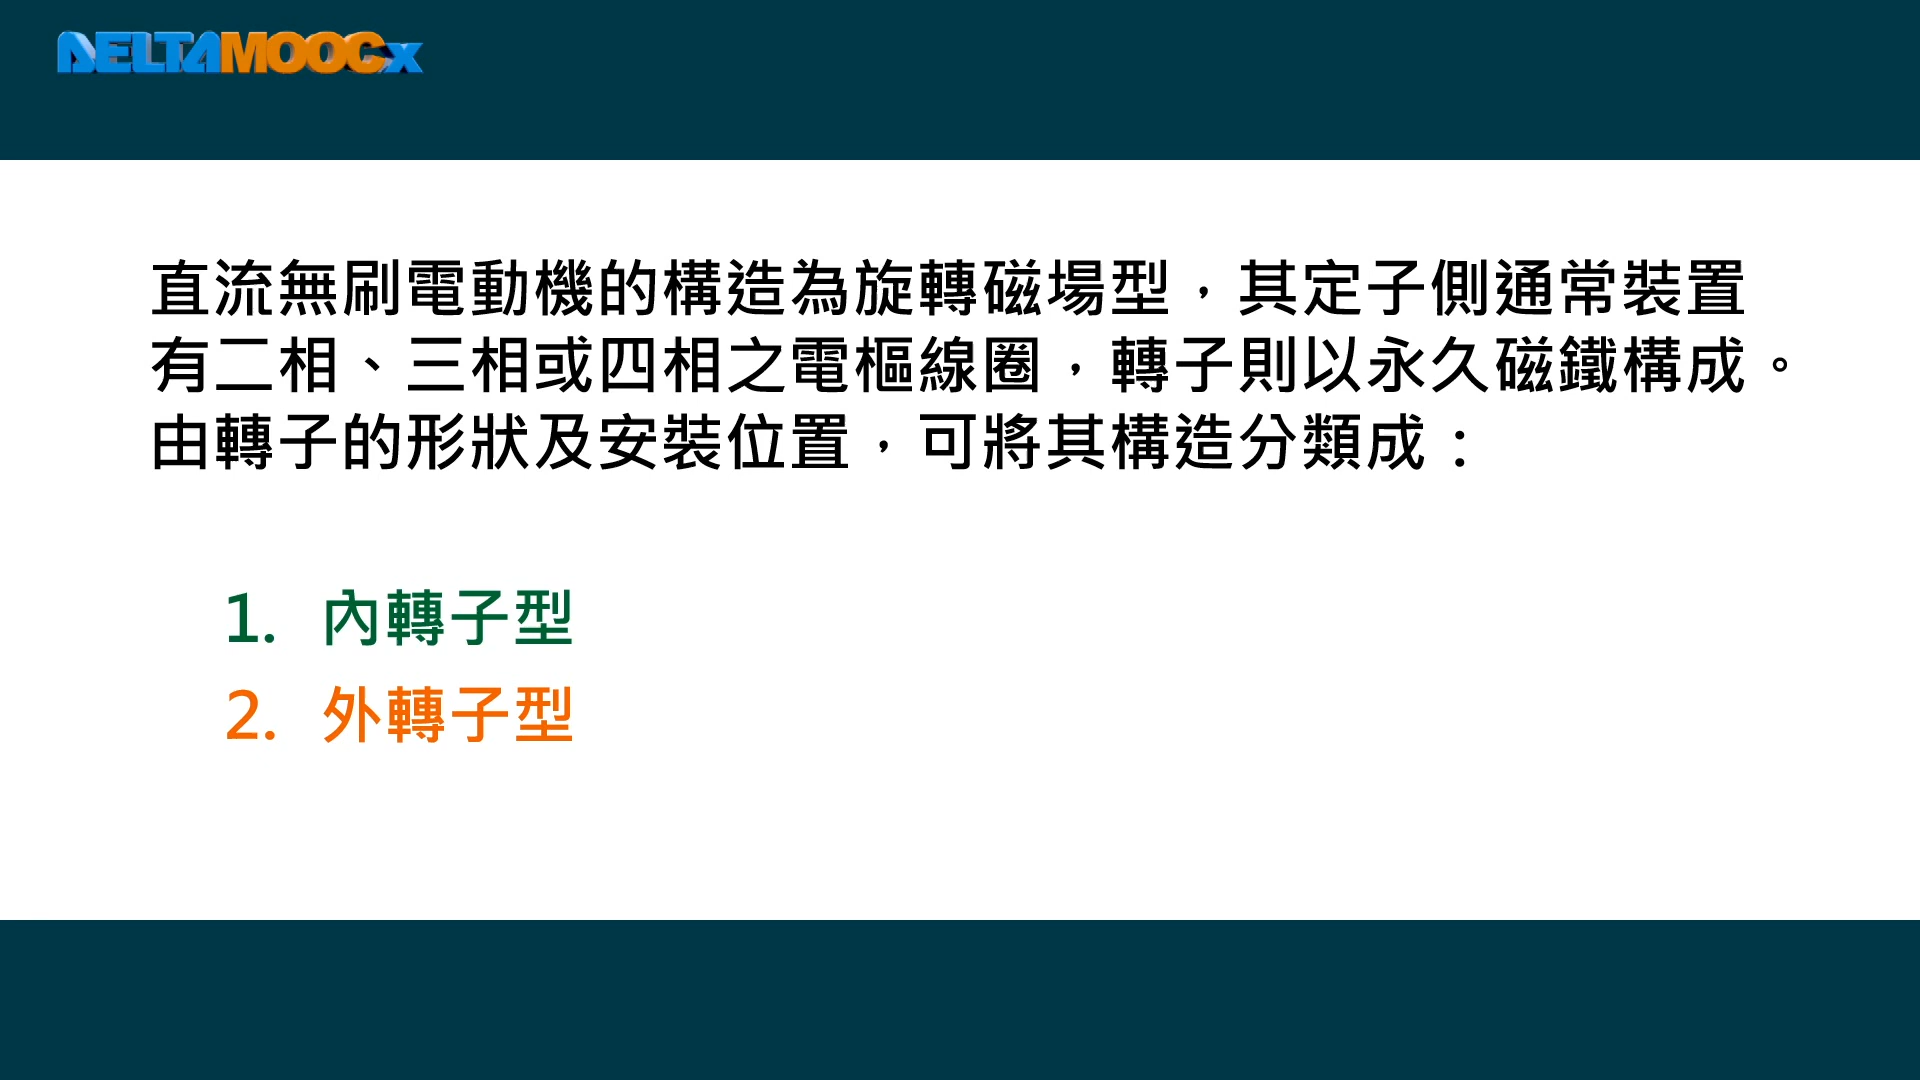 DELTAMOOCx
直流無刷電動機的構造為旋轉磁場型，其定子側通常裝置
有二相、三相或四相之電樞線圈，轉子則以永久磁鐵構成。
由轉子的形狀及安裝位置，可將其構造分類成：
1. 內轉子型
2. 外轉子型